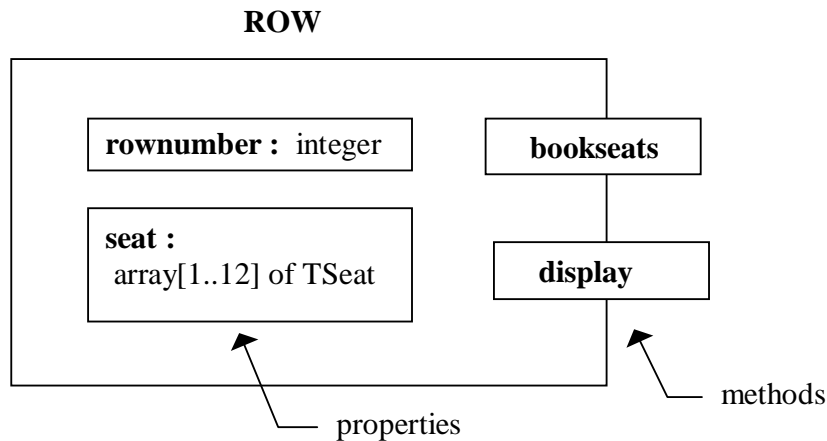 ROW
rownumber : integer
bookseats
seat :
array[1..12] of TSeat
display
methods
properties